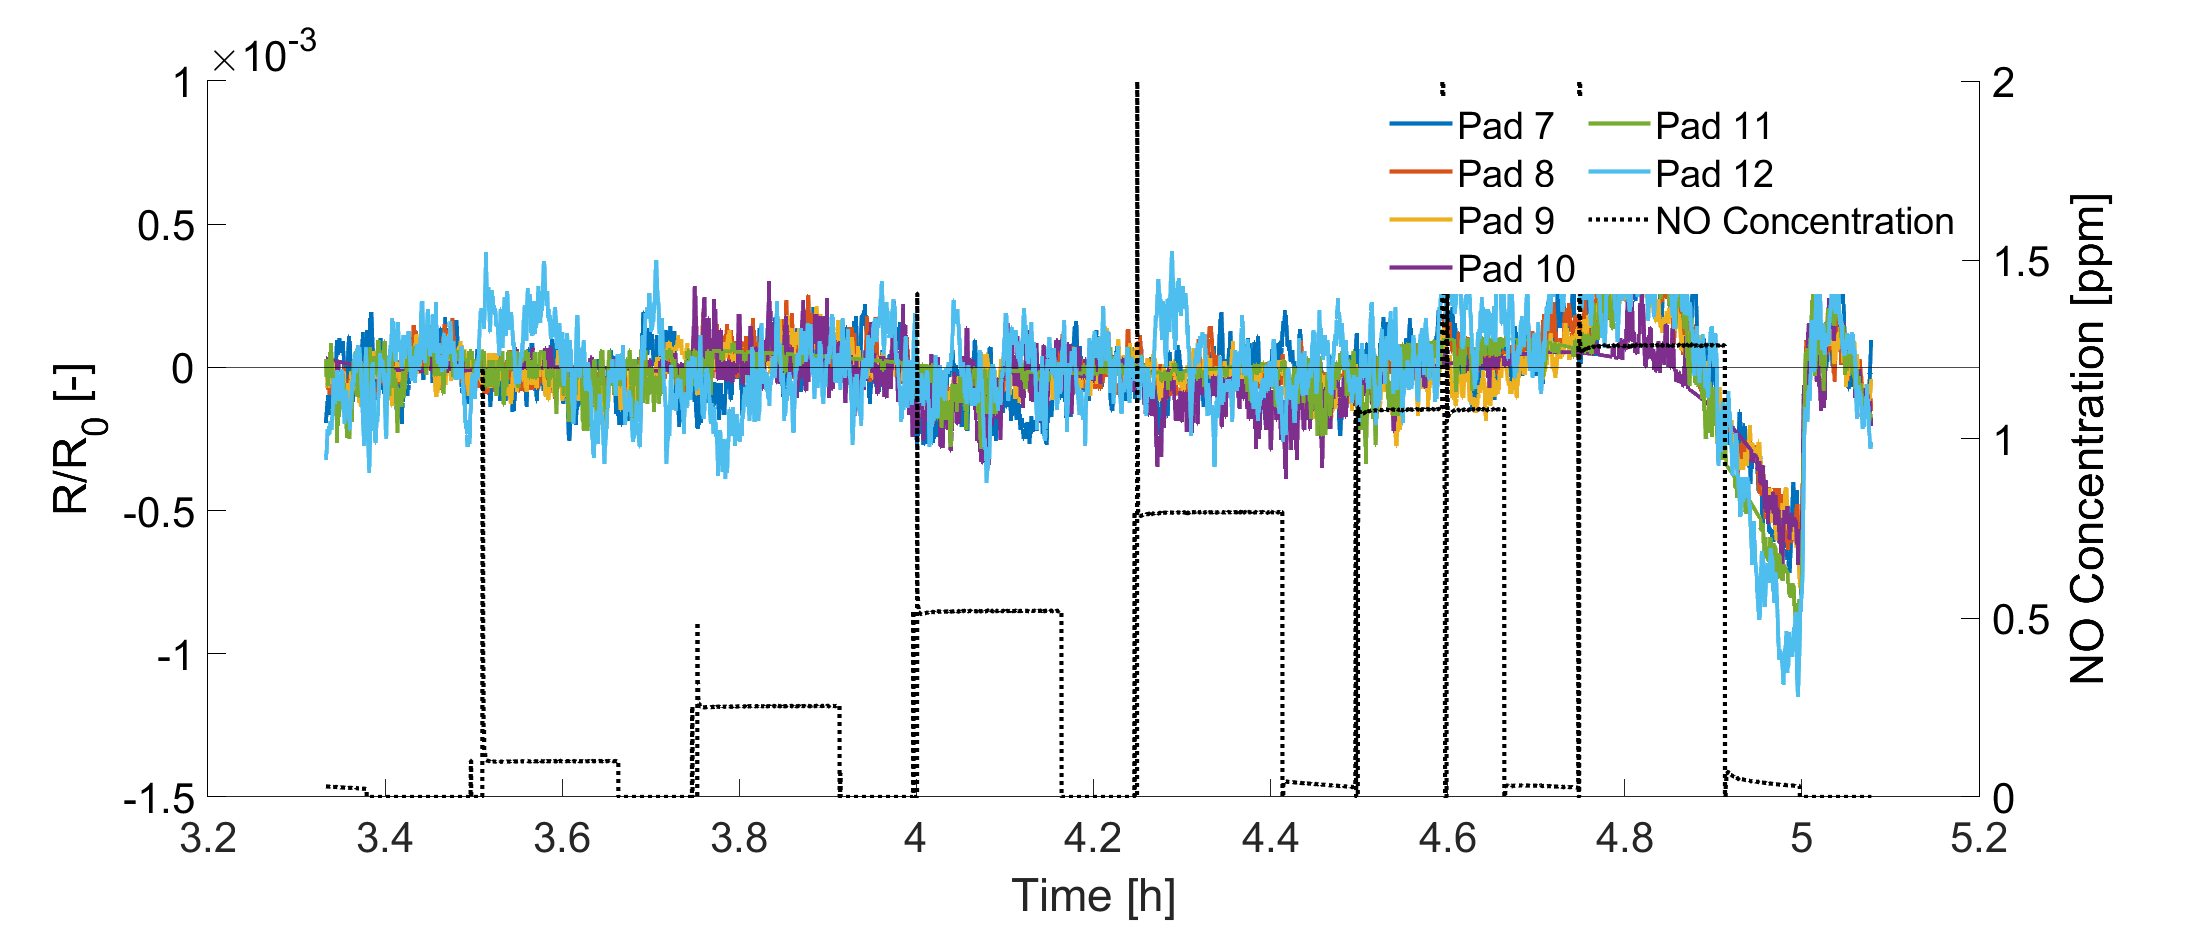 ×10-3
1
0.5
0
-0.5
-1
-1.5
R/R0 [-]
2
1.5
1
0.5
0
NO Concentration [ppm]
Pad 7
Pad 8
Pad 9
Pad 10
Pad 11
Pad 12
NO Concentration
3.2 3.4 3.6 3.8 4 4.2 4.4 4.6 4.8 5 5.2
Time [h]